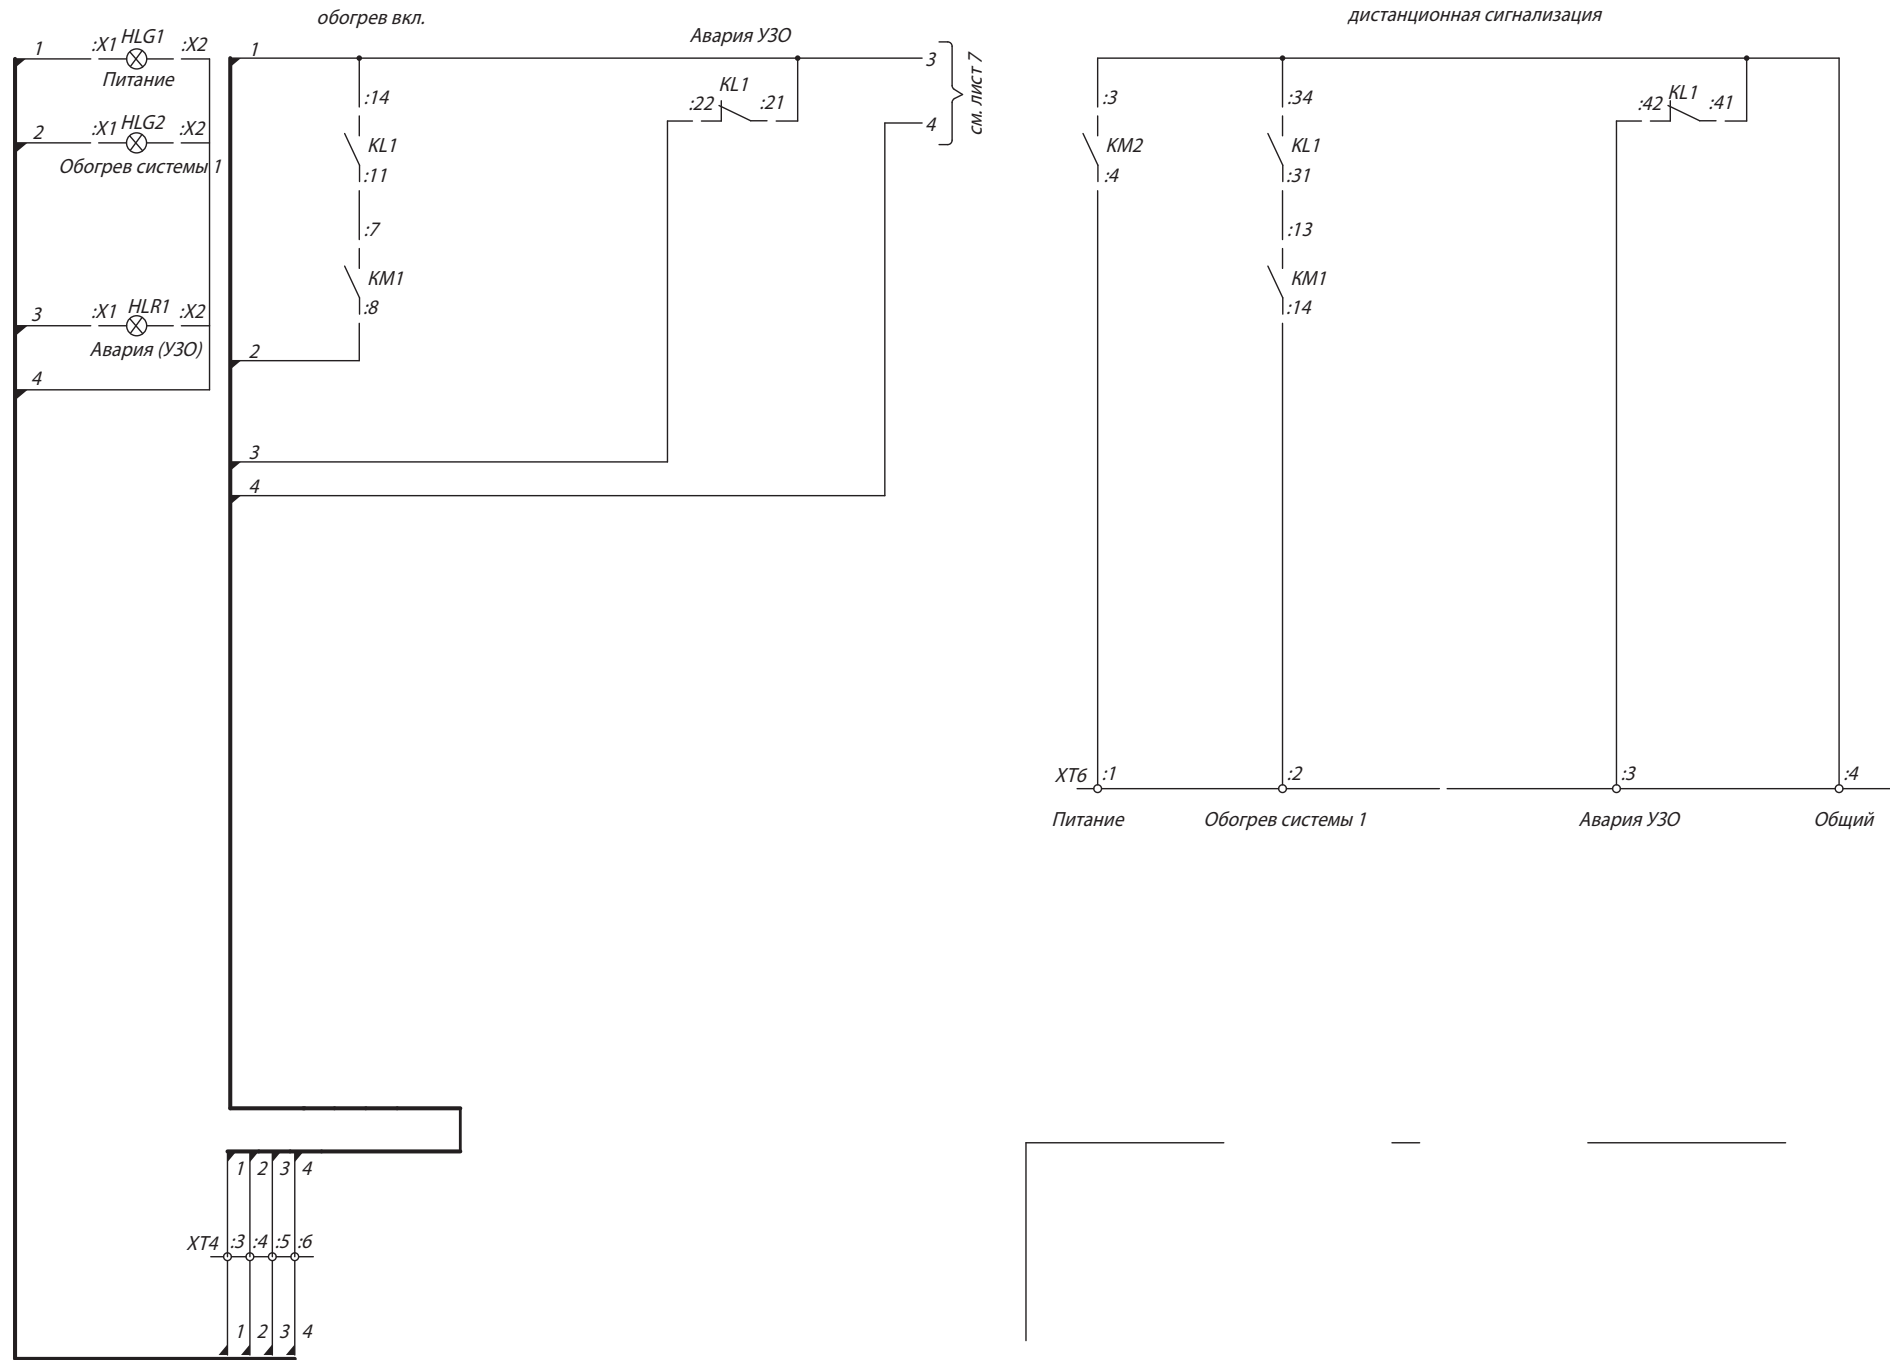 обогрев вкл.
дистанционная сигнализация
Авария УЗО
1
:X1
HLG1
:X2
Питание
2
:X1
HLG2
:X2
Обогрев системы 1
3
:X1
HLR1
:X2
Авария (УЗО)
4
1
:14
KL1
:11
:7
KM1
:8
2
3
4
:22
KL1
:21
3
4
см. лист 7
:3
KM2
:4
:34
KL1
:31
:13
KM1
:14
:42
KL1
:41
XT6
:1
:2
:3
:4
Питание
Обогрев системы 1
Авария УЗО
Общий
1 2 3 4
XT4 :3 :4 :5 :6
1 2 3 4